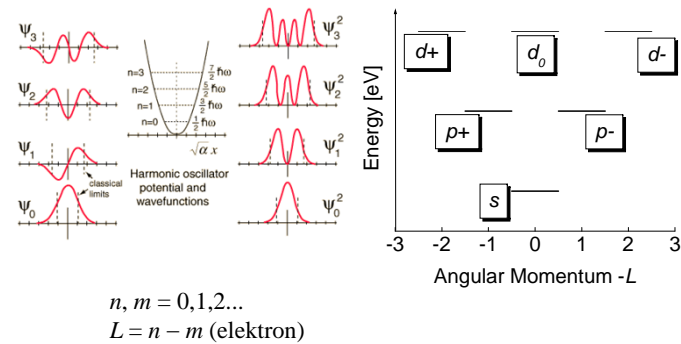 ψ₃
ψ₂
ψ₁
ψ₀
classical
limits
n=3
n=2
n=1
n=0
7/2 ħω
5/2 ħω
3/2 ħω
1/2 ħω
√α x
Harmonic oscillator
potential and
wavefunctions
ψ₃²
ψ₂²
ψ₁²
ψ₀²
Energy [eV]
d+ d₀ d-
p+ p-
s
-3 -2 -1 0 1 2 3
Angular Momentum -L
n, m = 0,1,2...
L = n – m (elektron)